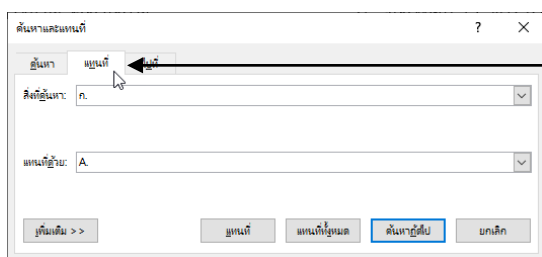 ค้นหาและแทนที่
ค้นหา แทนที่ ไปที่
สิ่งที่ค้นหา: ก.
แทนที่ด้วย: A.
เพิ่มเติม >> แทนที่ แทนที่ทั้งหมด ค้นหาถัดไป ยกเลิก